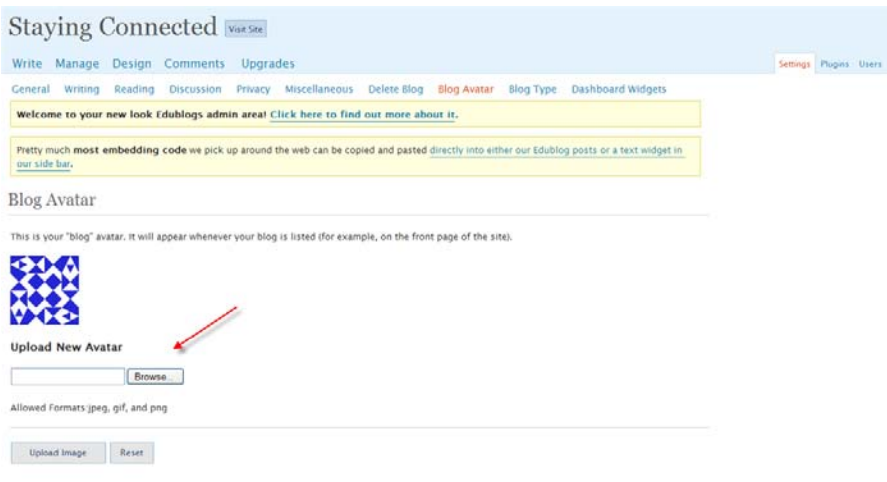 Staying Connected Visit Site
Write Manage Design Comments Upgrades Settings Plugins Users
General Writing Reading Discussion Privacy Miscellaneous Delete Blog Blog Avatar Blog Type Dashboard Widgets
Welcome to your new look Edublogs admin area! Click here to find out more about it.
Pretty much most embedding code we pick up around the web can be copied and pasted directly into either our Edublog posts or a text widget in
our side bar.
Blog Avatar
This is your "blog" avatar. It will appear whenever your blog is listed (for example, on the front page of the site).
Upload New Avatar
Browse...
Allowed Formats:jpeg, gif, and png
Upload Image Reset